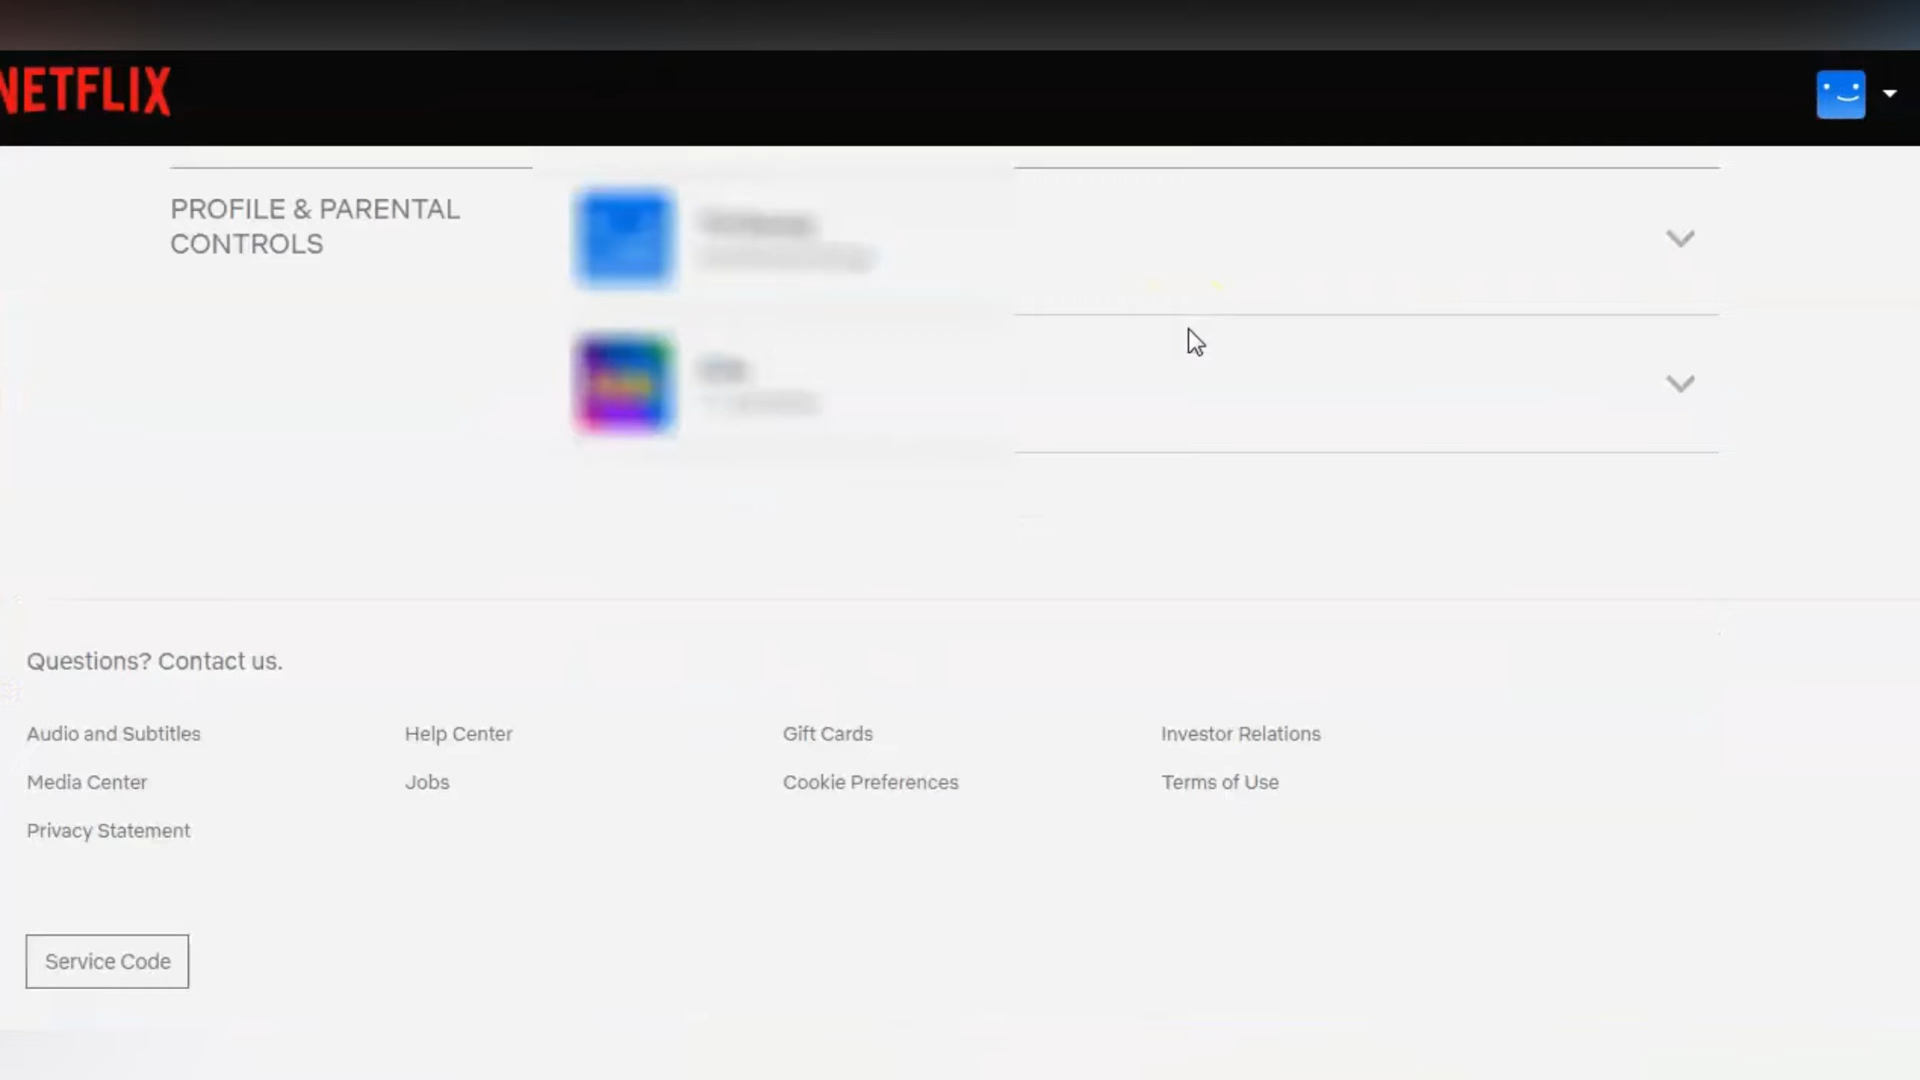 NETFLIX
PROFILE & PARENTAL
CONTROLS
Questions? Contact us.
Audio and Subtitles
Help Center
Gift Cards
Investor Relations
Media Center
Jobs
Cookie Preferences
Terms of Use
Privacy Statement
Service Code